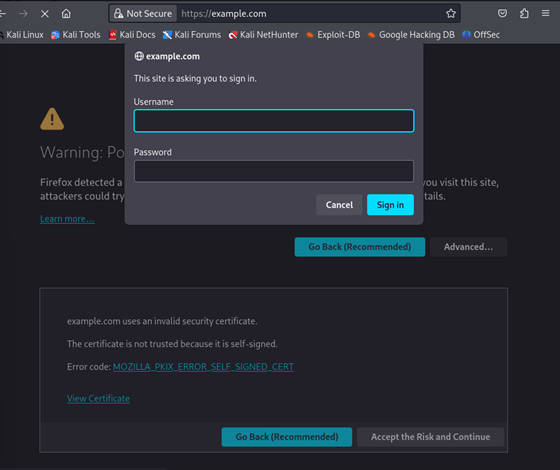 Not Secure https://example.com
Kali Linux Kali Tools Kali Docs Kali Forums Kali NetHunter Exploit-DB Google Hacking DB OffSec
example.com
This site is asking you to sign in.
Username
Password
Cancel Sign in
Warning: Po
Firefox detected a you visit this site,
attackers could try tails.
Learn more…
Go Back (Recommended) Advanced…
example.com uses an invalid security certificate.
The certificate is not trusted because it is self-signed.
Error code: MOZILLA_PKIX_ERROR_SELF_SIGNED_CERT
View Certificate
Go Back (Recommended) Accept the Risk and Continue